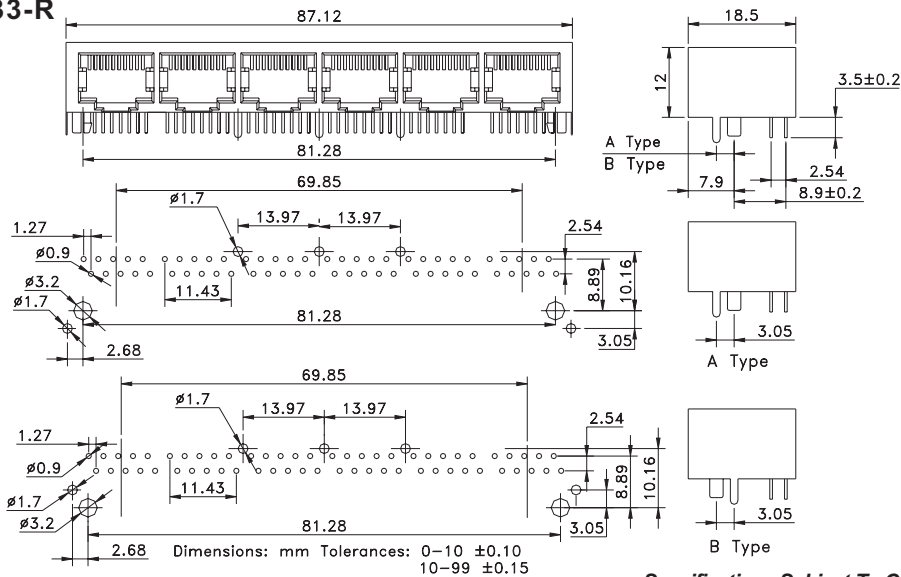 33-R
87.12
18.5
12
3.5±0.2
A Type
B Type
2.54
7.9
8.9±0.2
81.28
69.85
ø1.7
13.97
13.97
2.54
1.27
ø0.9
ø3.2
ø1.7
11.43
8.89
10.16
81.28
3.05
2.68
3.05
A Type
69.85
ø1.7
13.97
13.97
2.54
1.27
ø0.9
ø1.7
ø3.2
11.43
8.89
10.16
81.28
3.05
2.68
3.05
B Type
Dimensions: mm Tolerances: 0-10 ±0.10
10-99 ±0.15